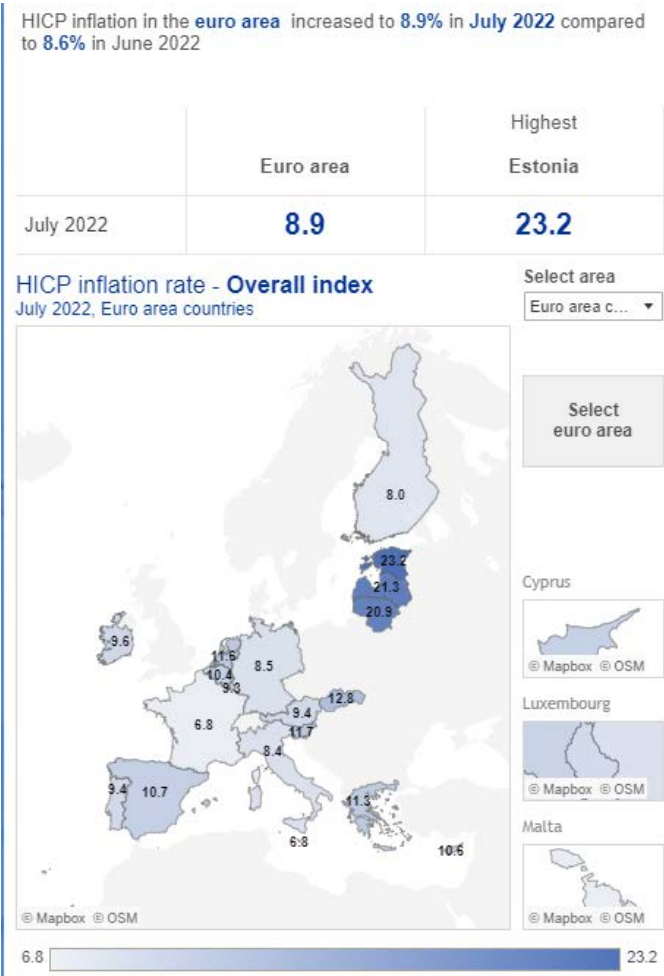 HICP inflation in the euro area increased to 8.9% in July 2022 compared
to 8.6% in June 2022
Highest
Euro area
Estonia
July 2022
8.9
23.2
HICP inflation rate - Overall index
July 2022, Euro area countries
Select area
Euro area c...
Select
euro area
8.0
23.2
21.3
20.9
9.6
11.6
10.4
9.3
8.5
12.8
9.4
11.7
6.8
8.4
9.4
10.7
11.3
6.8
10.6
Cyprus
© Mapbox © OSM
Luxembourg
© Mapbox © OSM
Malta
© Mapbox © OSM
© Mapbox © OSM
6.8
23.2